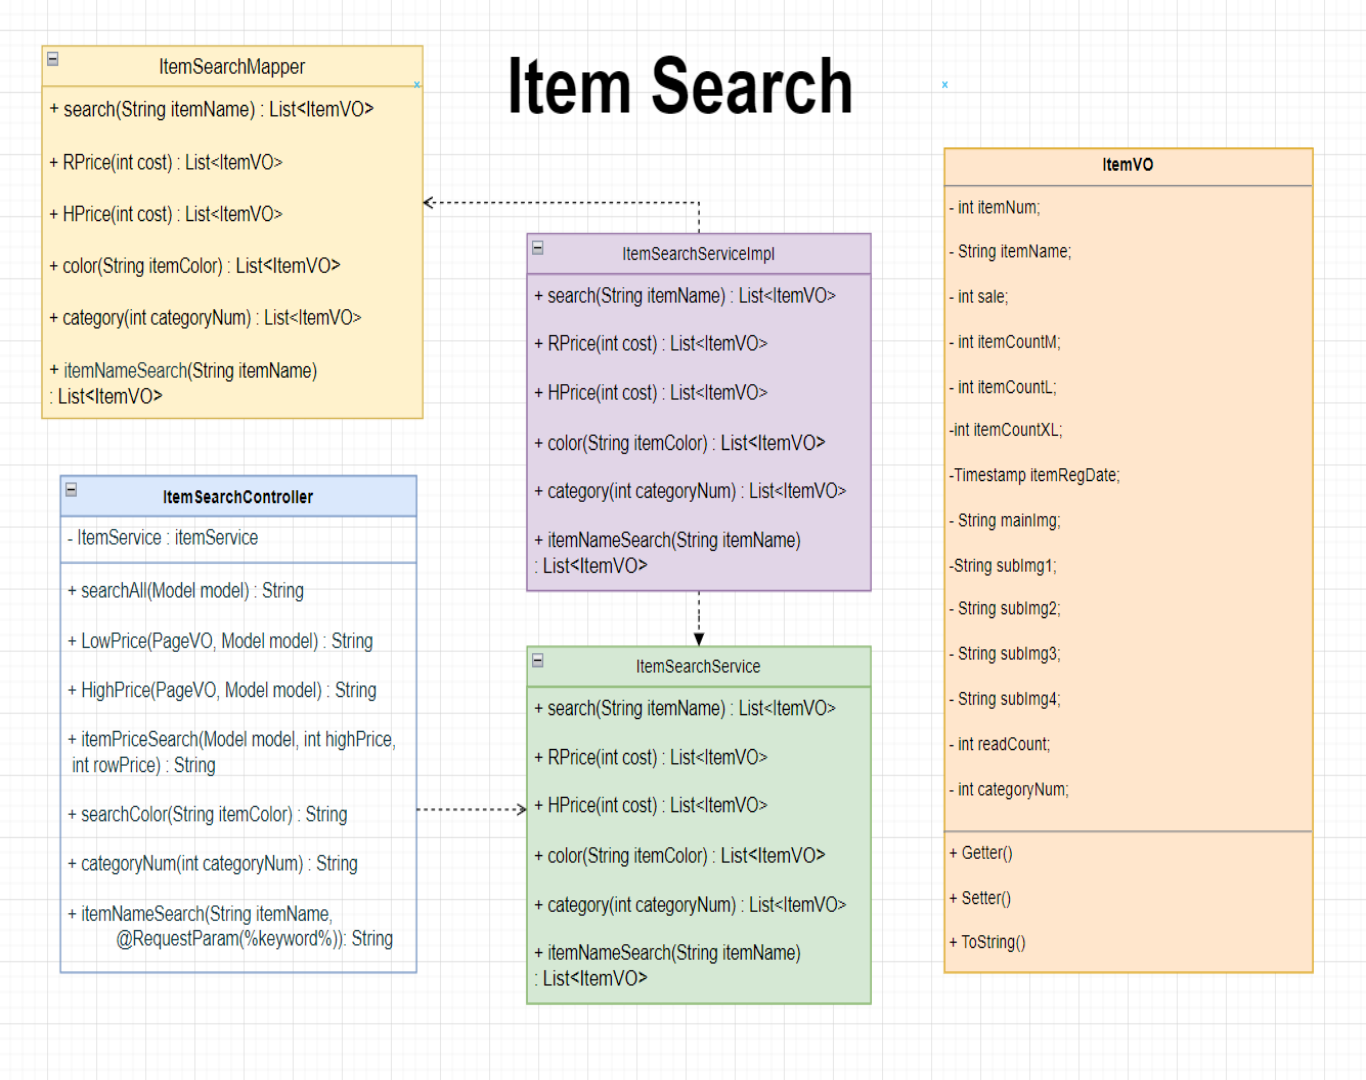 Item Search
ItemSearchMapper
+ search(String itemName) : List<ItemVO>
+ RPrice(int cost) : List<ItemVO>
+ HPrice(int cost) : List<ItemVO>
+ color(String itemColor) : List<ItemVO>
+ category(int categoryNum) : List<ItemVO>
+ itemNameSearch(String itemName)
: List<ItemVO>
ItemSearchController
- ItemService : itemService
+ searchAll(Model model) : String
+ LowPrice(PageVO, Model model) : String
+ HighPrice(PageVO, Model model) : String
+ itemPriceSearch(Model model, int highPrice,
int rowPrice) : String
+ searchColor(String itemColor) : String
+ categoryNum(int categoryNum) : String
+ itemNameSearch(String itemName,
@RequestParam(%keyword%)): String
ItemSearchServiceImpl
+ search(String itemName) : List<ItemVO>
+ RPrice(int cost) : List<ItemVO>
+ HPrice(int cost) : List<ItemVO>
+ color(String itemColor) : List<ItemVO>
+ category(int categoryNum) : List<ItemVO>
+ itemNameSearch(String itemName)
: List<ItemVO>
ItemSearchService
+ search(String itemName) : List<ItemVO>
+ RPrice(int cost) : List<ItemVO>
+ HPrice(int cost) : List<ItemVO>
+ color(String itemColor) : List<ItemVO>
+ category(int categoryNum) : List<ItemVO>
+ itemNameSearch(String itemName)
: List<ItemVO>
ItemVO
- int itemNum;
- String itemName;
- int sale;
- int itemCountM;
- int itemCountL;
-int itemCountXL;
-Timestamp itemRegDate;
- String mainImg;
-String subImg1;
- String subImg2;
- String subImg3;
- String subImg4;
- int readCount;
- int categoryNum;
+ Getter()
+ Setter()
+ ToString()